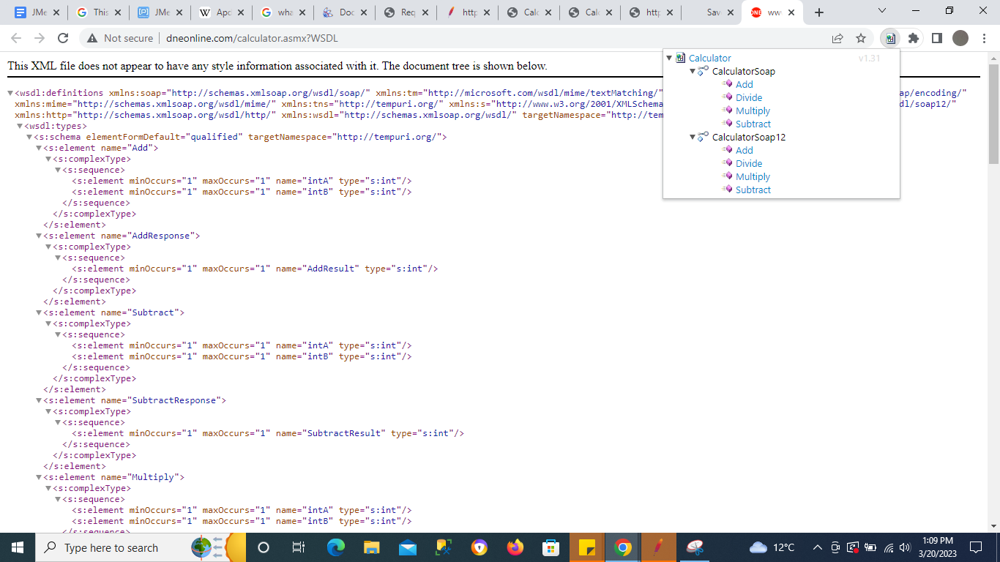 JMe
This
JMe
Apa
wha
Doc
Req
http
Calc
Calc
http
Sav
ONE
ww
Not secure
dneonline.com/calculator.asmx?WSDL
This XML file does not appear to have any style information associated with it. The document tree is shown below.
Calculator
v1.31
CalculatorSoap
Add
Divide
Multiply
Subtract
CalculatorSoap12
Add
Divide
Multiply
Subtract
<wsdl:definitions xmlns:soap="http://schemas.xmlsoap.org/wsdl/soap/" xmlns:tm="http://microsoft.com/wsdl/mime/textMatching/" ap/encoding/"
xmlns:mime="http://schemas.xmlsoap.org/wsdl/mime/" xmlns:tns="http://tempuri.org/" xmlns:s="http://www.w3.org/2001/XMLSchema dl/soap12/"
xmlns:http="http://schemas.xmlsoap.org/wsdl/http/" xmlns:wsdl="http://schemas.xmlsoap.org/wsdl/" targetNamespace="http://tem
<wsdl:types>
<s:schema elementFormDefault="qualified" targetNamespace="http://tempuri.org/">
<s:element name="Add">
<s:complexType>
<s:sequence>
<s:element minOccurs="1" maxOccurs="1" name="intA" type="s:int"/>
<s:element minOccurs="1" maxOccurs="1" name="intB" type="s:int"/>
</s:sequence>
</s:complexType>
</s:element>
<s:element name="AddResponse">
<s:complexType>
<s:sequence>
<s:element minOccurs="1" maxOccurs="1" name="AddResult" type="s:int"/>
</s:sequence>
</s:complexType>
</s:element>
<s:element name="Subtract">
<s:complexType>
<s:sequence>
<s:element minOccurs="1" maxOccurs="1" name="intA" type="s:int"/>
<s:element minOccurs="1" maxOccurs="1" name="intB" type="s:int"/>
</s:sequence>
</s:complexType>
</s:element>
<s:element name="SubtractResponse">
<s:complexType>
<s:sequence>
<s:element minOccurs="1" maxOccurs="1" name="SubtractResult" type="s:int"/>
</s:sequence>
</s:complexType>
</s:element>
<s:element name="Multiply">
<s:complexType>
<s:sequence>
<s:element minOccurs="1" maxOccurs="1" name="intA" type="s:int"/>
<s:element minOccurs="1" maxOccurs="1" name="intB" type="s:int"/>
</s:sequence>
Type here to search
12°C
1:09 PM
3/20/2023